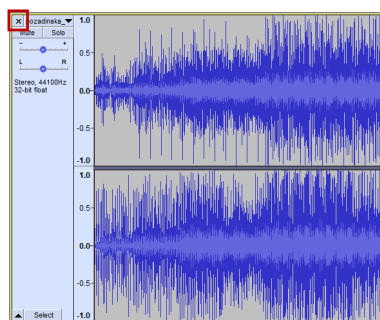 × ozadinska_ ▼
Mute Solo
- +
L R
Stereo, 44100Hz
32-bit float
▲ Select
1.0
0.5-
0.0-
-0.5-
-1.0
1.0
0.5-
0.0-
-0.5-
-1.0